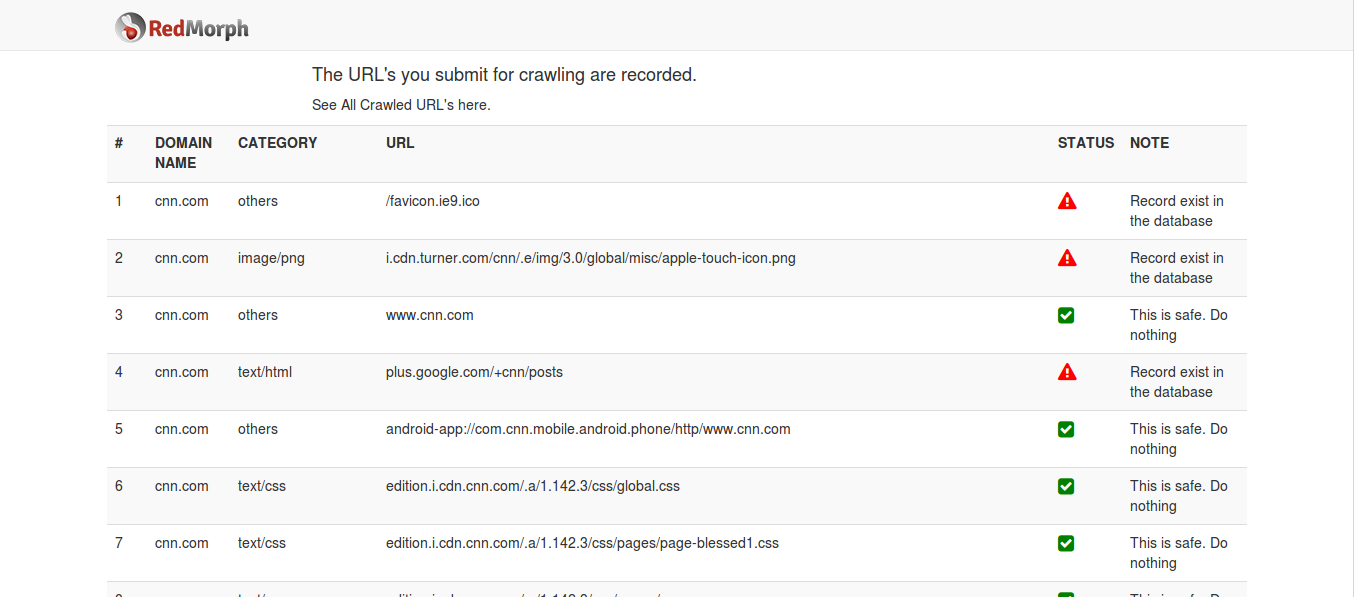 RedMorph
The URL's you submit for crawling are recorded.
See All Crawled URL's here.
# DOMAIN NAME CATEGORY URL STATUS NOTE
1 cnn.com others /favicon.ie9.ico Record exist in
the database
2 cnn.com image/png i.cdn.turner.com/cnn/.e/img/3.0/global/misc/apple-touch-icon.png Record exist in
the database
3 cnn.com others www.cnn.com This is safe. Do
nothing
4 cnn.com text/html plus.google.com/+cnn/posts Record exist in
the database
5 cnn.com others android-app://com.cnn.mobile.android.phone/http/www.cnn.com This is safe. Do
nothing
6 cnn.com text/css edition.i.cdn.cnn.com/.a/1.142.3/css/global.css This is safe. Do
nothing
7 cnn.com text/css edition.i.cdn.cnn.com/.a/1.142.3/css/pages/page-blessed1.css This is safe. Do
nothing